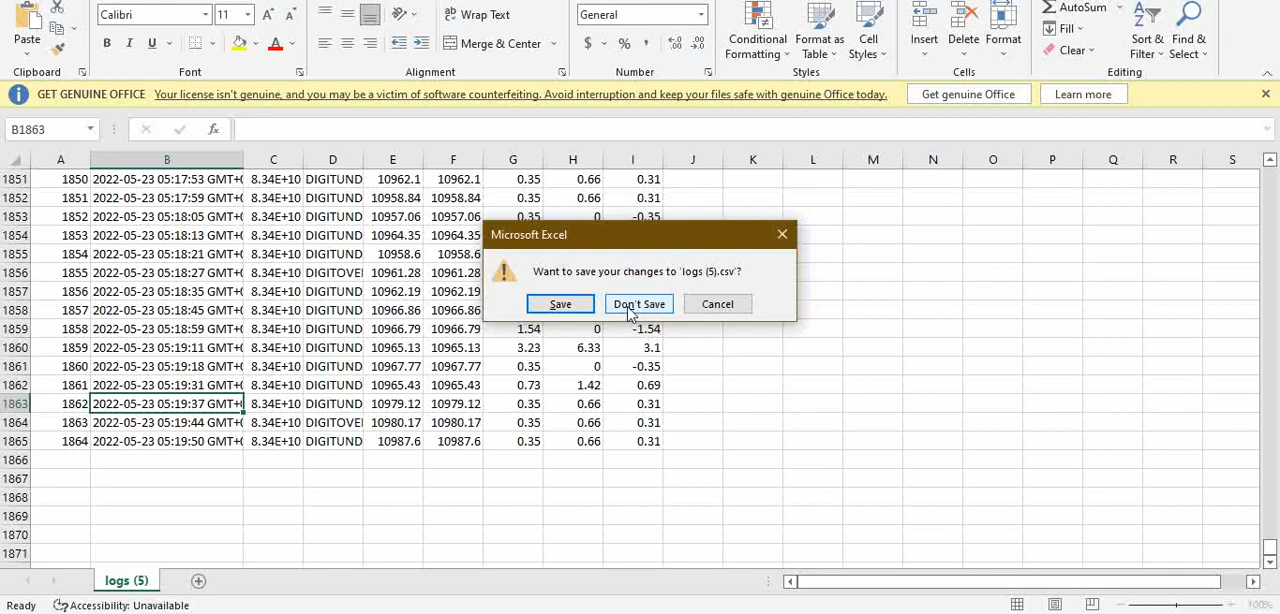 Calibri 11 Wrap Text General AutoSum
Paste B I U Merge & Center $ % Conditional Formatting Format as Table Cell Styles Insert Delete Format Fill Clear Sort & Filter Find & Select
Clipboard Font Alignment Number Styles Cells Editing
GET GENUINE OFFICE Your license isn't genuine, and you may be a victim of software counterfeiting. Avoid interruption and keep your files safe with genuine Office today. Get genuine Office Learn more
B1863 fx
A B C D E F G H I J K L M N O P Q R S
1851 1850 2022-05-23 05:17:53 GMT+0 8.34E+10 DIGITUND 10962.1 10962.1 0.35 0.66 0.31
1852 1851 2022-05-23 05:17:59 GMT+0 8.34E+10 DIGITUND 10958.84 10958.84 0.35 0.66 0.31
1853 1852 2022-05-23 05:18:05 GMT+0 8.34E+10 DIGITUND 10957.06 10957.06 0.35 0 -0.35
1854 1853 2022-05-23 05:18:13 GMT+0 8.34E+10 DIGITUND 10964.35 10964.35
1855 1854 2022-05-23 05:18:21 GMT+0 8.34E+10 DIGITUND 10958.6 10958.6
1856 1855 2022-05-23 05:18:27 GMT+0 8.34E+10 DIGITOVE 10961.28 10961.28
1857 1856 2022-05-23 05:18:35 GMT+0 8.34E+10 DIGITUND 10962.19 10962.19
1858 1857 2022-05-23 05:18:45 GMT+0 8.34E+10 DIGITUND 10966.86 10966.86
1859 1858 2022-05-23 05:18:58 GMT+0 8.34E+10 DIGITUND 10966.79 10966.79 1.54 0 -1.54
1860 1859 2022-05-23 05:19:11 GMT+0 8.34E+10 DIGITUND 10965.13 10965.13 3.23 6.33 3.1
1861 1860 2022-05-23 05:19:18 GMT+0 8.34E+10 DIGITUND 10967.77 10967.77 0.35 0 -0.35
1862 1861 2022-05-23 05:19:31 GMT+0 8.34E+10 DIGITUND 10965.43 10965.43 0.73 1.42 0.69
1863 1862 2022-05-23 05:19:37 GMT+0 8.34E+10 DIGITUND 10979.12 10979.12 0.35 0.66 0.31
1864 1863 2022-05-23 05:19:44 GMT+0 8.34E+10 DIGITOVE 10980.17 10980.17 0.35 0.66 0.31
1865 1864 2022-05-23 05:19:50 GMT+0 8.34E+10 DIGITUND 10987.6 10987.6 0.35 0.66 0.31
1866
1867
1868
1869
1870
1871
Microsoft Excel
Want to save your changes to 'logs (5).csv'?
Save Don't Save Cancel
logs (5)
Ready Accessibility: Unavailable 100%